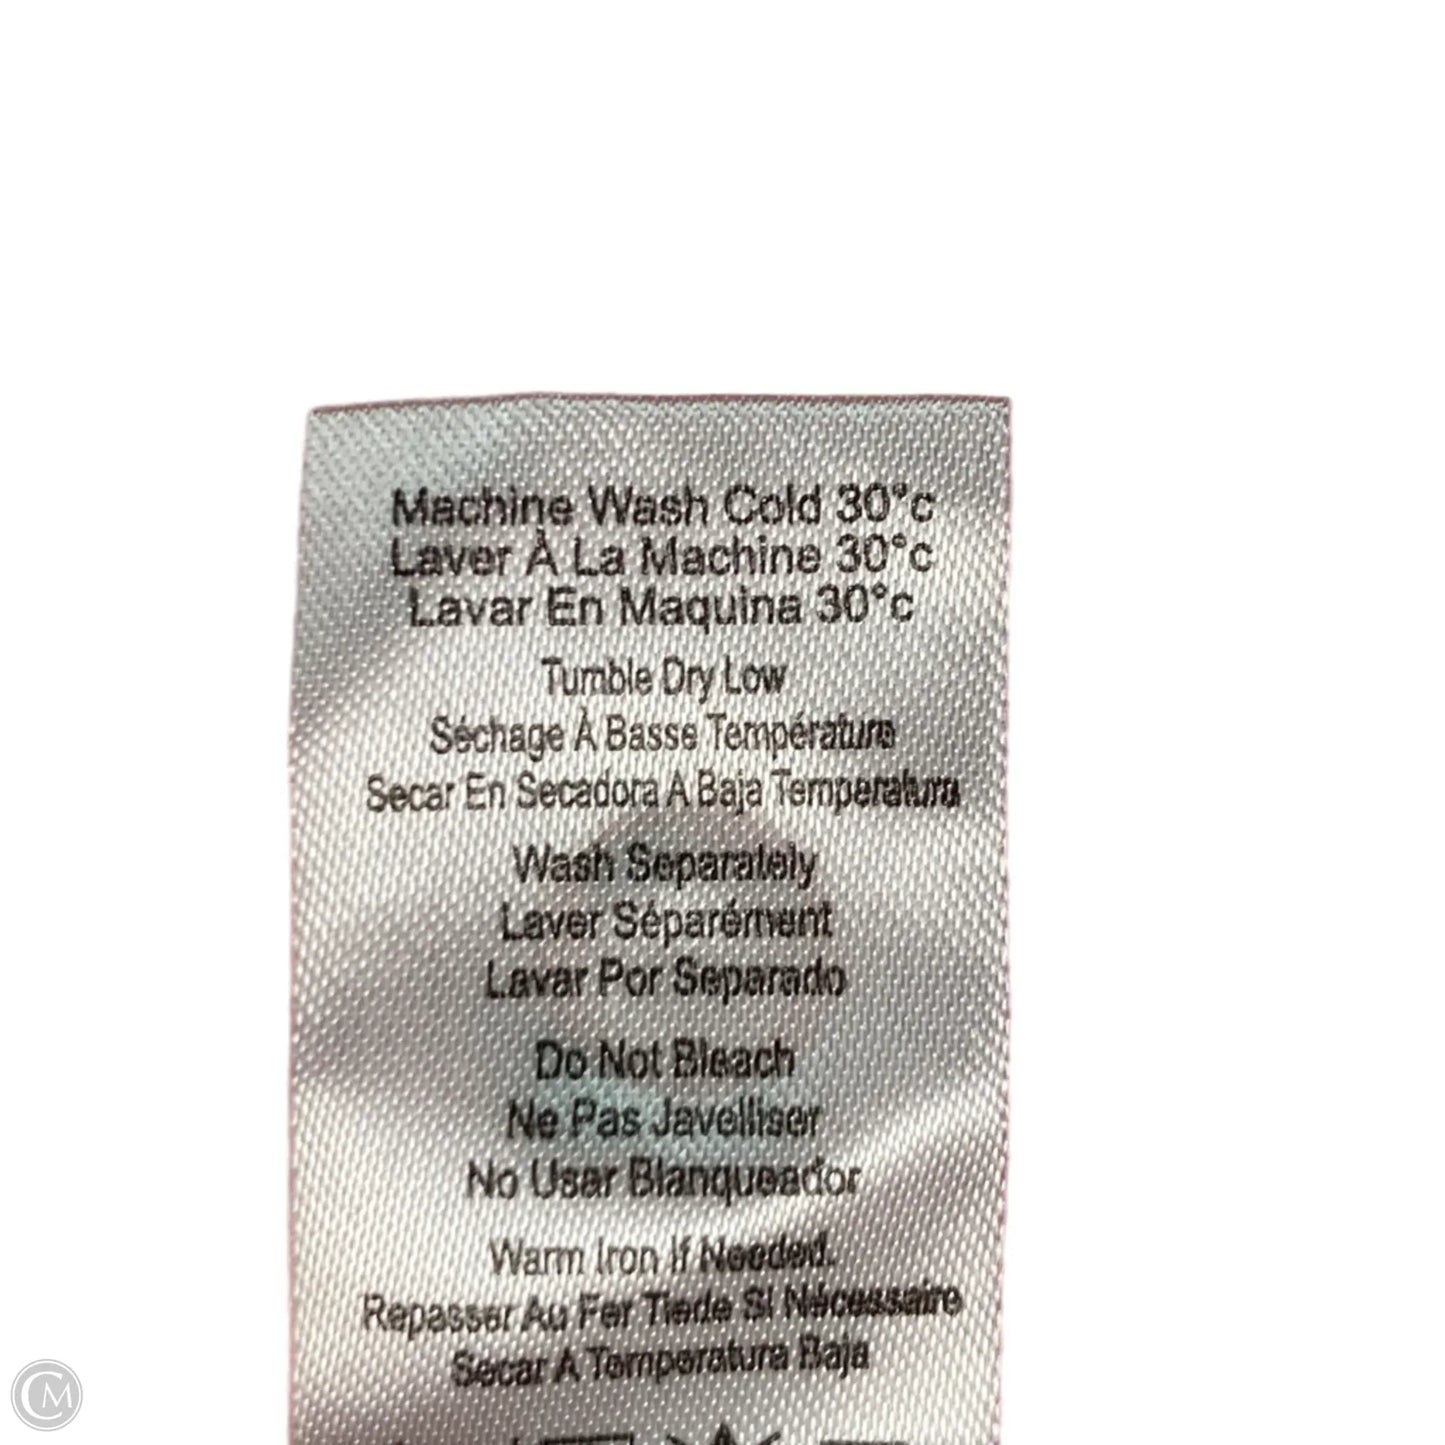 Machine Wash Cold 30°c
Laver À La Machine 30°c
Lavar En Maquina 30°c
Tumble Dry Low
Séchage À Basse Température
Secar En Secadora A Baja Temperatura
Wash Separately
Laver Séparément
Lavar Por Separado
Do Not Bleach
Ne Pas Javelliser
No Usar Blanqueador
Warm Iron If Needed.
Repasser Au Fer Tiede Si Nécessaire
Secar A Temperatura Baja
CM